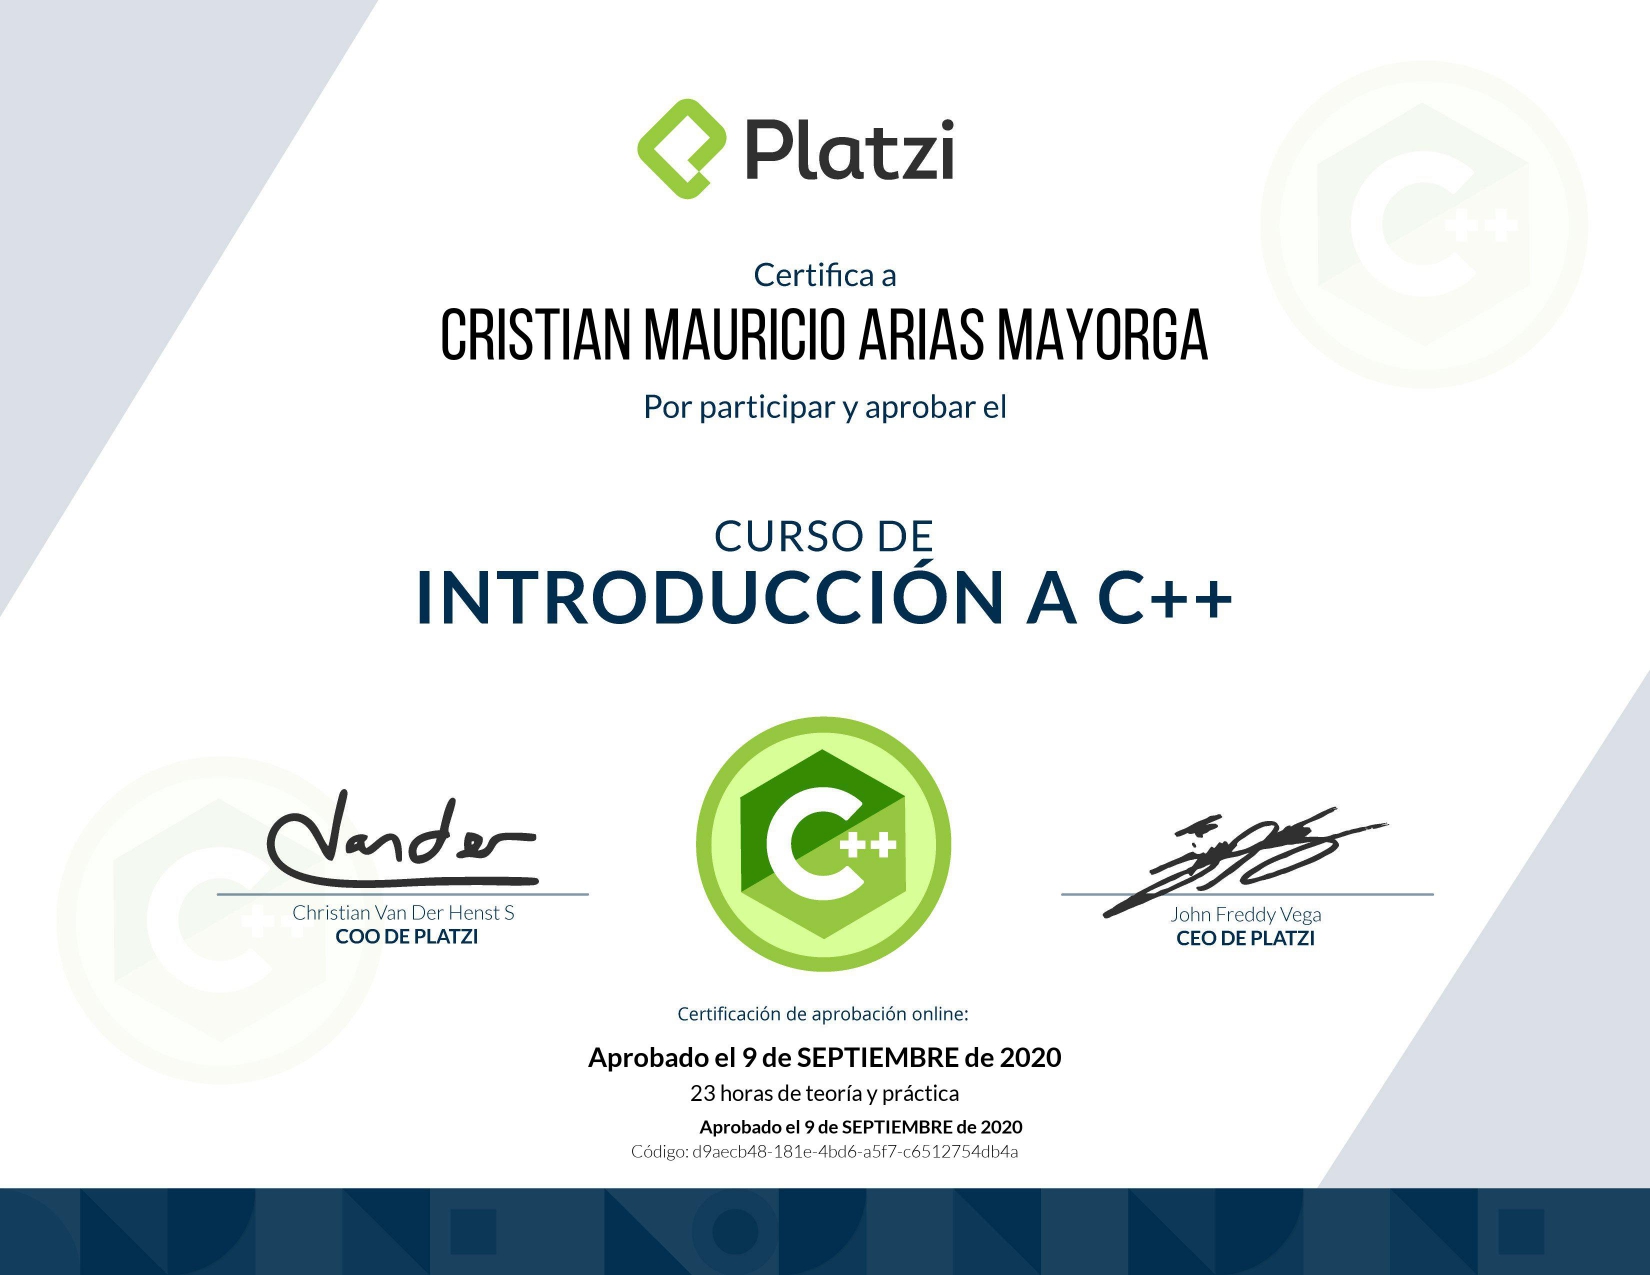 Platzi
Certifica a
CRISTIAN MAURICIO ARIAS MAYORGA
Por participar y aprobar el
CURSO DE
INTRODUCCIÓN A C++
C++
C++
C++
Vander
Christian Van Der Henst S
COO DE PLATZI
John Freddy Vega
CEO DE PLATZI
Certificación de aprobación online:
Aprobado el 9 de SEPTIEMBRE de 2020
23 horas de teoría y práctica
Aprobado el 9 de SEPTIEMBRE de 2020
Código: d9aecb48-181e-4bd6-a5f7-c6512754db4a